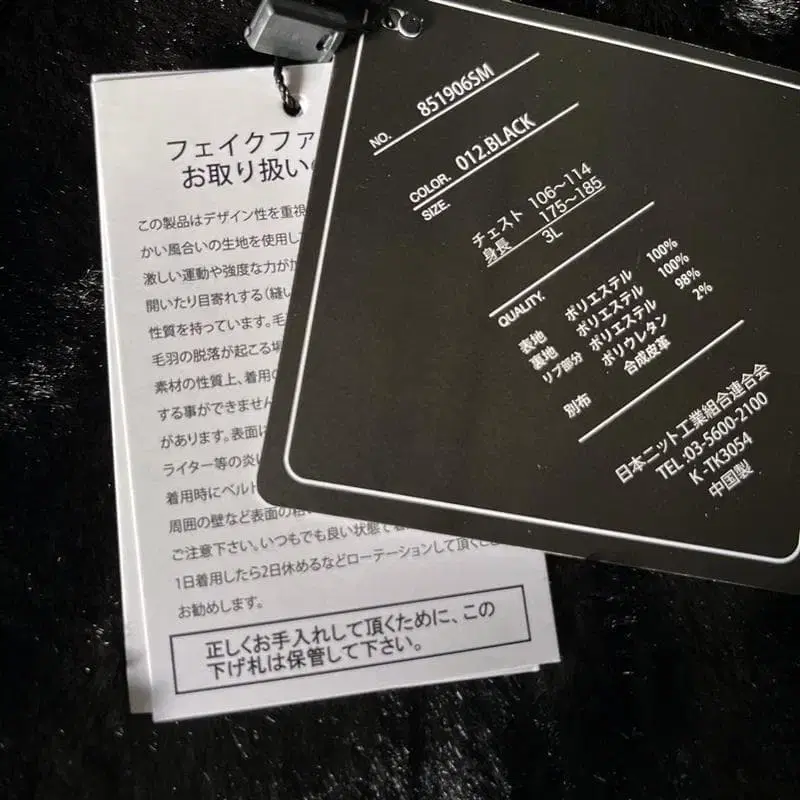 フェイクファ
お取り扱い
この製品はデザイン性を重視
かい風合いの生地を使用し
激しい運動や強度な力が加
開いたり目寄れする(縫い
性質を持っています。毛
毛羽の脱落が起こる場
素材の性質上、着用の
する事ができません
があります。表面は
ライター等の炎い
着用時にベルト
周囲の壁など表面の粗い
ご注意下さい。いつもでも良い状態で着
1日着用したら2日休めるなどローテーションして頂くこと
お勧めします。
正しくお手入れして頂くために、この
下げ札は保管して下さい。
NO. 851906SM
COLOR. 012.BLACK
SIZE.
チェスト 106〜114
身長 175〜185
3L
QUALITY.
表地 ポリエステル 100%
裏地 ポリエステル 100%
リブ部分 ポリエステル 98%
ポリウレタン 2%
別布 合成皮革
日本ニット工業組合連合会
TEL:03-5600-2100
K-TK3054
中国製